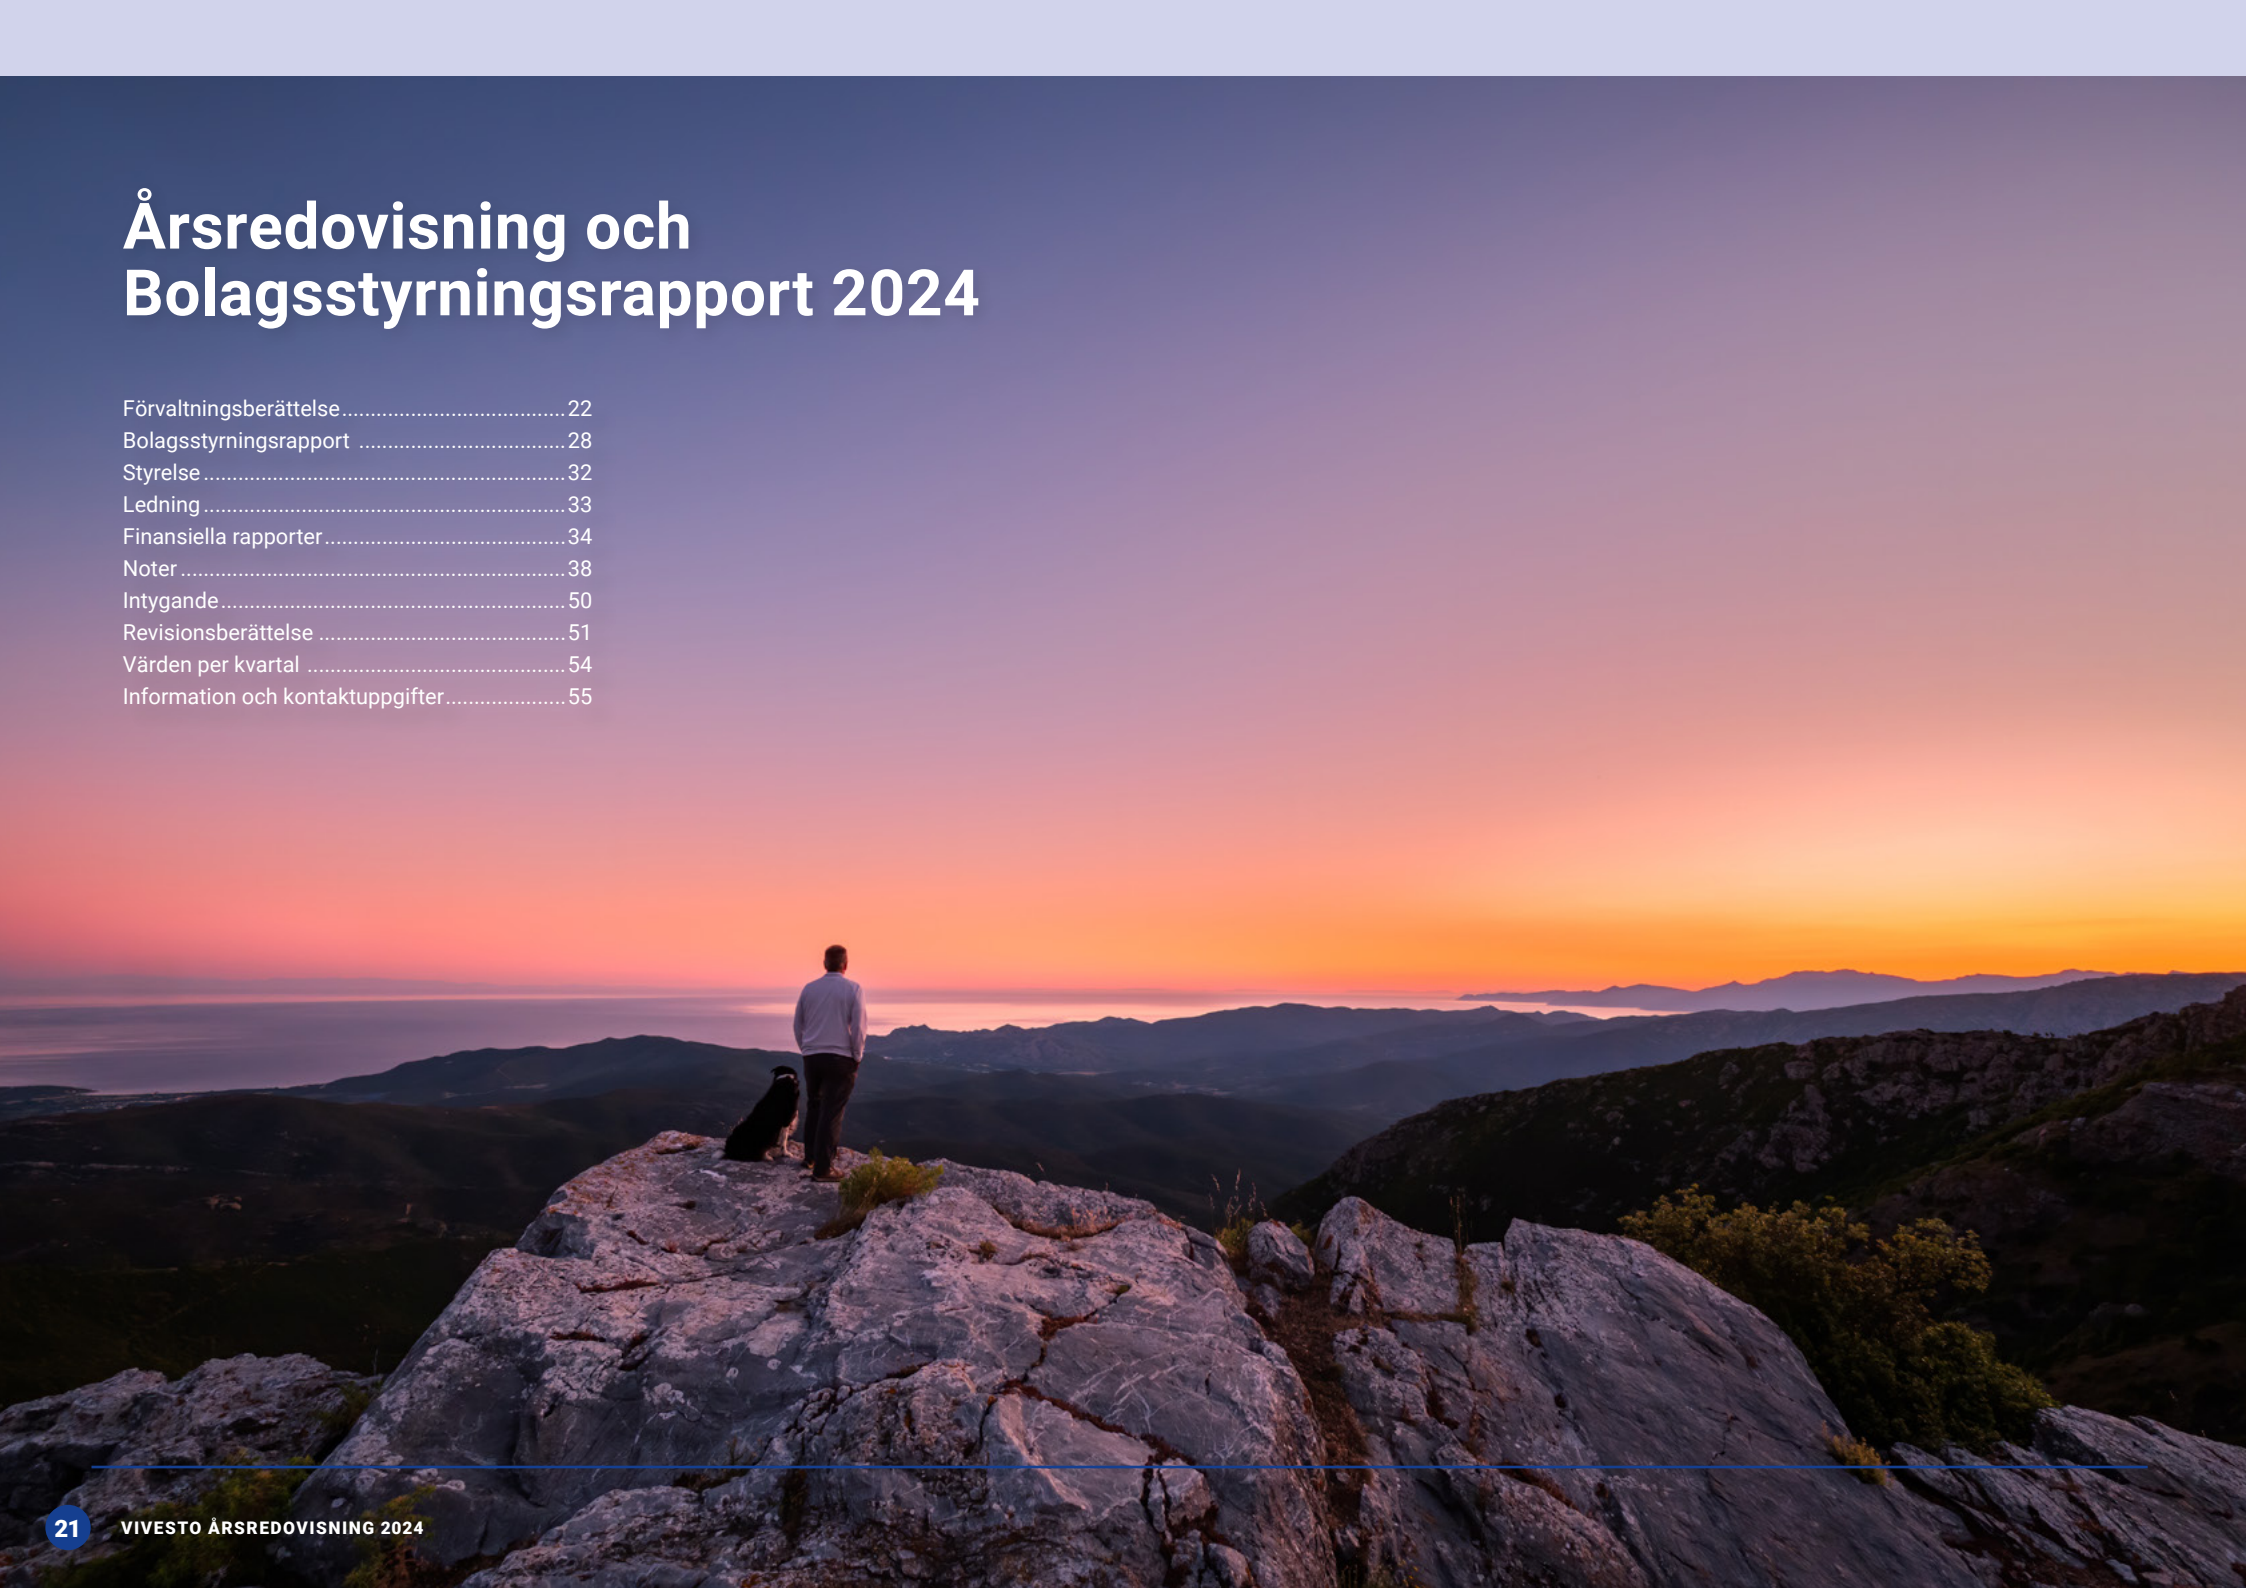 Årsredovisning och
Bolagsstyrningsrapport 2024
Förvaltningsberättelse.......................................22
Bolagsstyrningsrapport ....................................28
Styrelse...............................................................32
Ledning...............................................................33
Finansiella rapporter..........................................34
Noter...................................................................38
Intygande............................................................50
Revisionsberättelse ...........................................51
Värden per kvartal .............................................54
Information och kontaktuppgifter.....................55
21 VIVESTO ÅRSREDOVISNING 2024